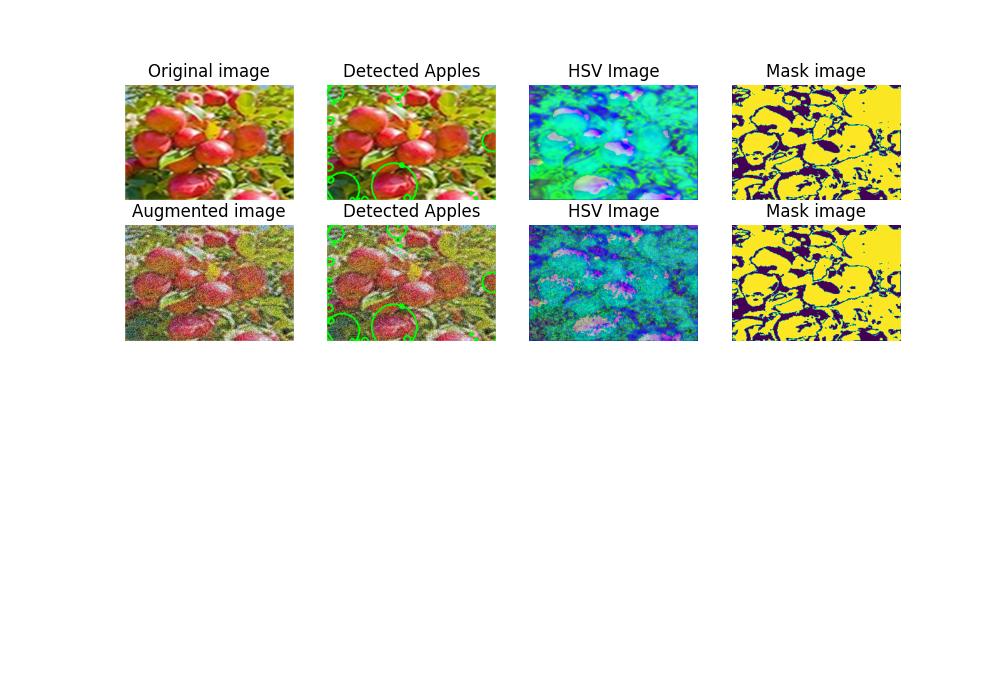 Original image
Detected Apples
HSV Image
Mask image
Augmented image
Detected Apples
HSV Image
Mask image